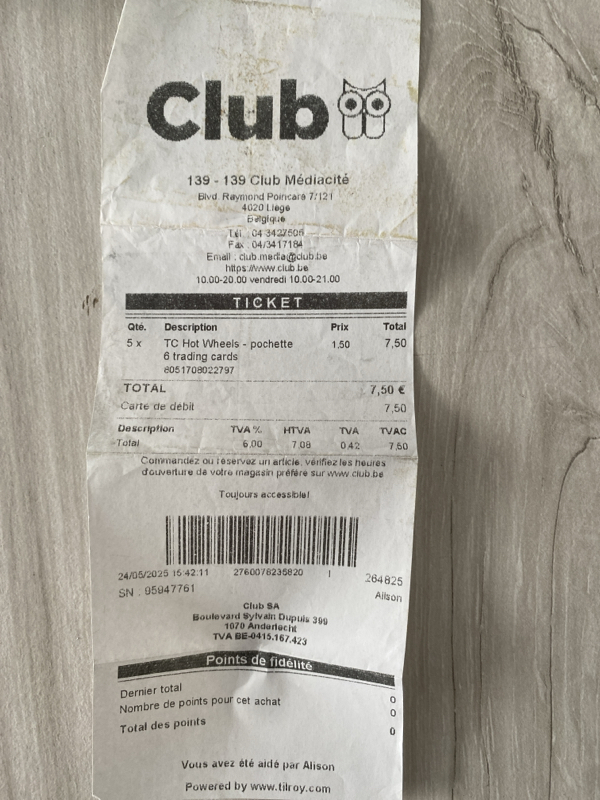 Club
139 - 139 Club Médiacité
Blvd. Raymond Poincaré 7/121
4020 Liège
Belgique
Tél : 04 3427506
Fax : 04/3417184
Email : club.media@club.be
https://www.club.be
10.00-20.00 vendredi 10.00-21.00
TICKET
Qté. Description Prix Total
5 x TC Hot Wheels - pochette 1,50 7,50
6 trading cards
8051708022797
TOTAL 7,50 €
Carte de débit 7,50
Description TVA % HTVA TVA TVAC
Total 6.00 7.08 0.42 7,50
Commandez ou réservez un article, vérifiez les heures
d'ouverture de votre magasin préféré sur www.club.be
Toujours accessible!
24/05/2025 15:42:11 2760078235820 1 264825
SN : 95947761 Alison
Club SA
Boulevard Sylvain Dupuis 399
1070 Anderlecht
TVA BE-0415.167.423
Points de fidélité
Dernier total 0
Nombre de points pour cet achat 0
Total des points 0
Vous avez été aidé par Alison
Powered by www.tilroy.com